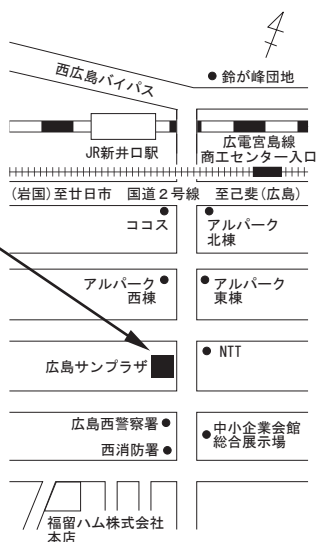 西広島バイパス
鈴が峰団地
JR新井口駅
広電宮島線
商工センター入口
(岩国)至廿日市 国道2号線 至己斐(広島)
ココス
アルパーク
北棟
アルパーク
西棟
アルパーク
東棟
広島サンプラザ
NTT
広島西警察署
西消防署
中小企業会館
総合展示場
福留ハム株式会社
本店